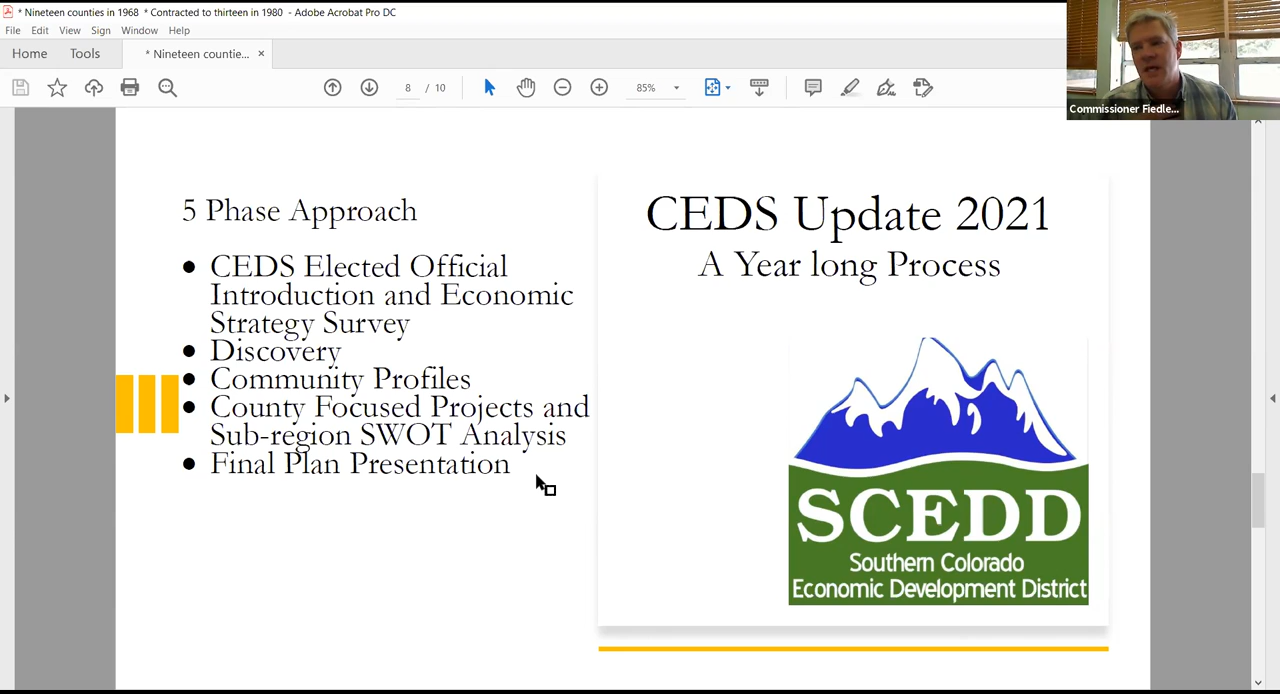 * Nineteen counties in 1968 * Contracted to thirteen in 1980 - Adobe Acrobat Pro DC
File Edit View Sign Window Help
Home Tools * Nineteen countie... ×
8 / 10 85%
Commissioner Fiedle...
5 Phase Approach
● CEDS Elected Official
Introduction and Economic
Strategy Survey
● Discovery
● Community Profiles
● County Focused Projects and
Sub-region SWOT Analysis
● Final Plan Presentation
CEDS Update 2021
A Year long Process
SCEDD
Southern Colorado
Economic Development District